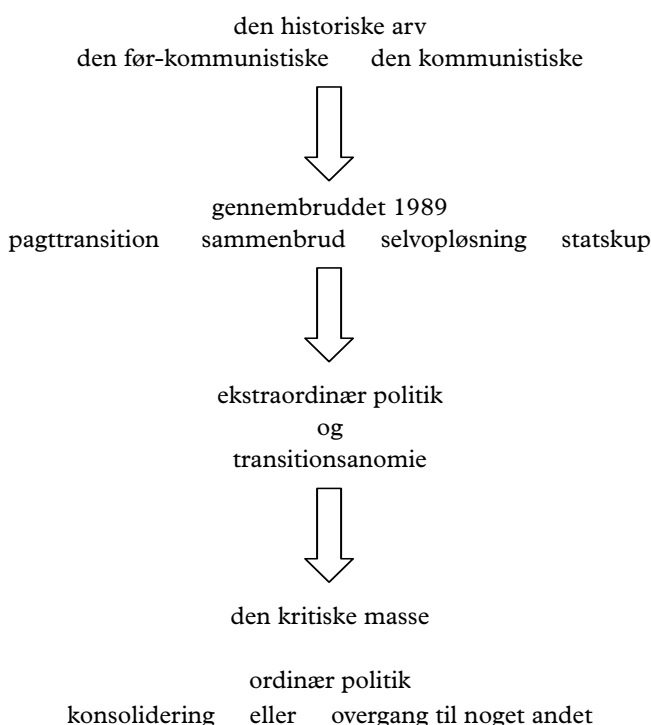 den historiske arv
den før-kommunistiske den kommunistiske
gennembruddet 1989
pagttransition sammenbrud selvopløsning statskup
ekstraordinær politik
og
transitionsanomie
den kritiske masse
ordinær politik
konsolidering eller overgang til noget andet